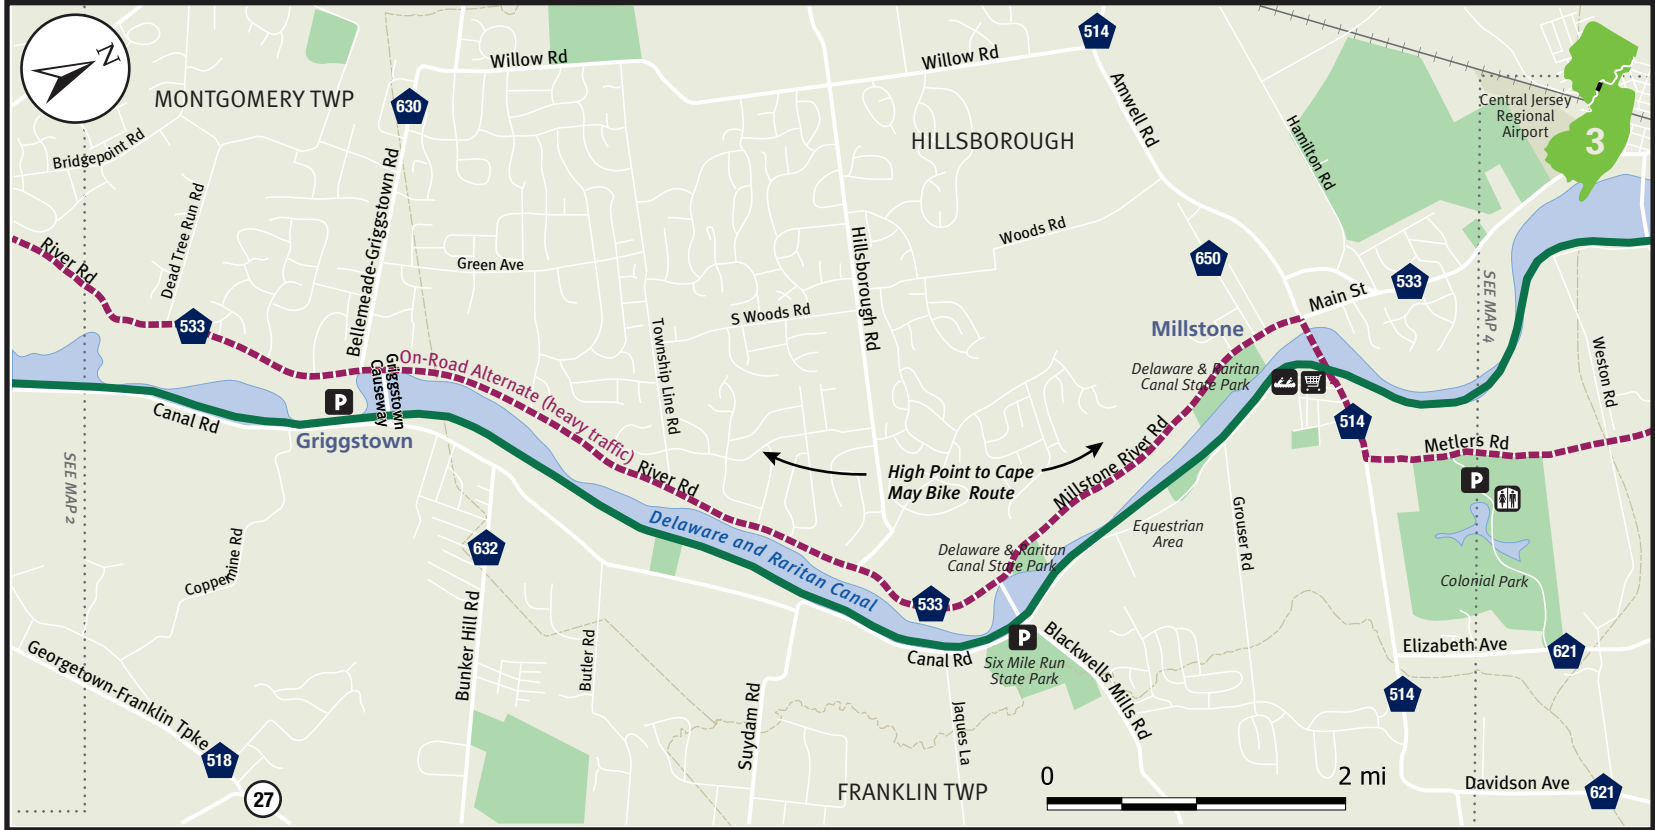 N
MONTGOMERY TWP
Bridgepoint Rd
Dead Tree Run Rd
River Rd
533
630
Willow Rd
Bellemeade-Griggstown Rd
Green Ave
Griggstown
Causeway
On-Road Alternate (heavy traffic)
P
Griggstown
Canal Rd
SEE MAP 2
Coppermine Rd
Georgetown-Franklin Tpke
518
27
632
Bunker Hill Rd
Butler Rd
Township Line Rd
S Woods Rd
River Rd
Delaware and Raritan Canal
Suydam Rd
Hillsborough Rd
Willow Rd
514
Amwell Rd
HILLSBOROUGH
Woods Rd
Hamilton Rd
650
Millstone
Main St
533
Central Jersey
Regional
Airport
3
SEE MAP 4
Weston Rd
Delaware & Raritan
Canal State Park
High Point to Cape
May Bike Route
Millstone River Rd
514
Metlers Rd
P
Colonial Park
Grouser Rd
Equestrian
Area
Delaware & Raritan
Canal State Park
533
P
Canal Rd
Six Mile Run
State Park
Blackwells Mills Rd
Jaques La
FRANKLIN TWP
0
2 mi
Elizabeth Ave
621
514
Davidson Ave
621